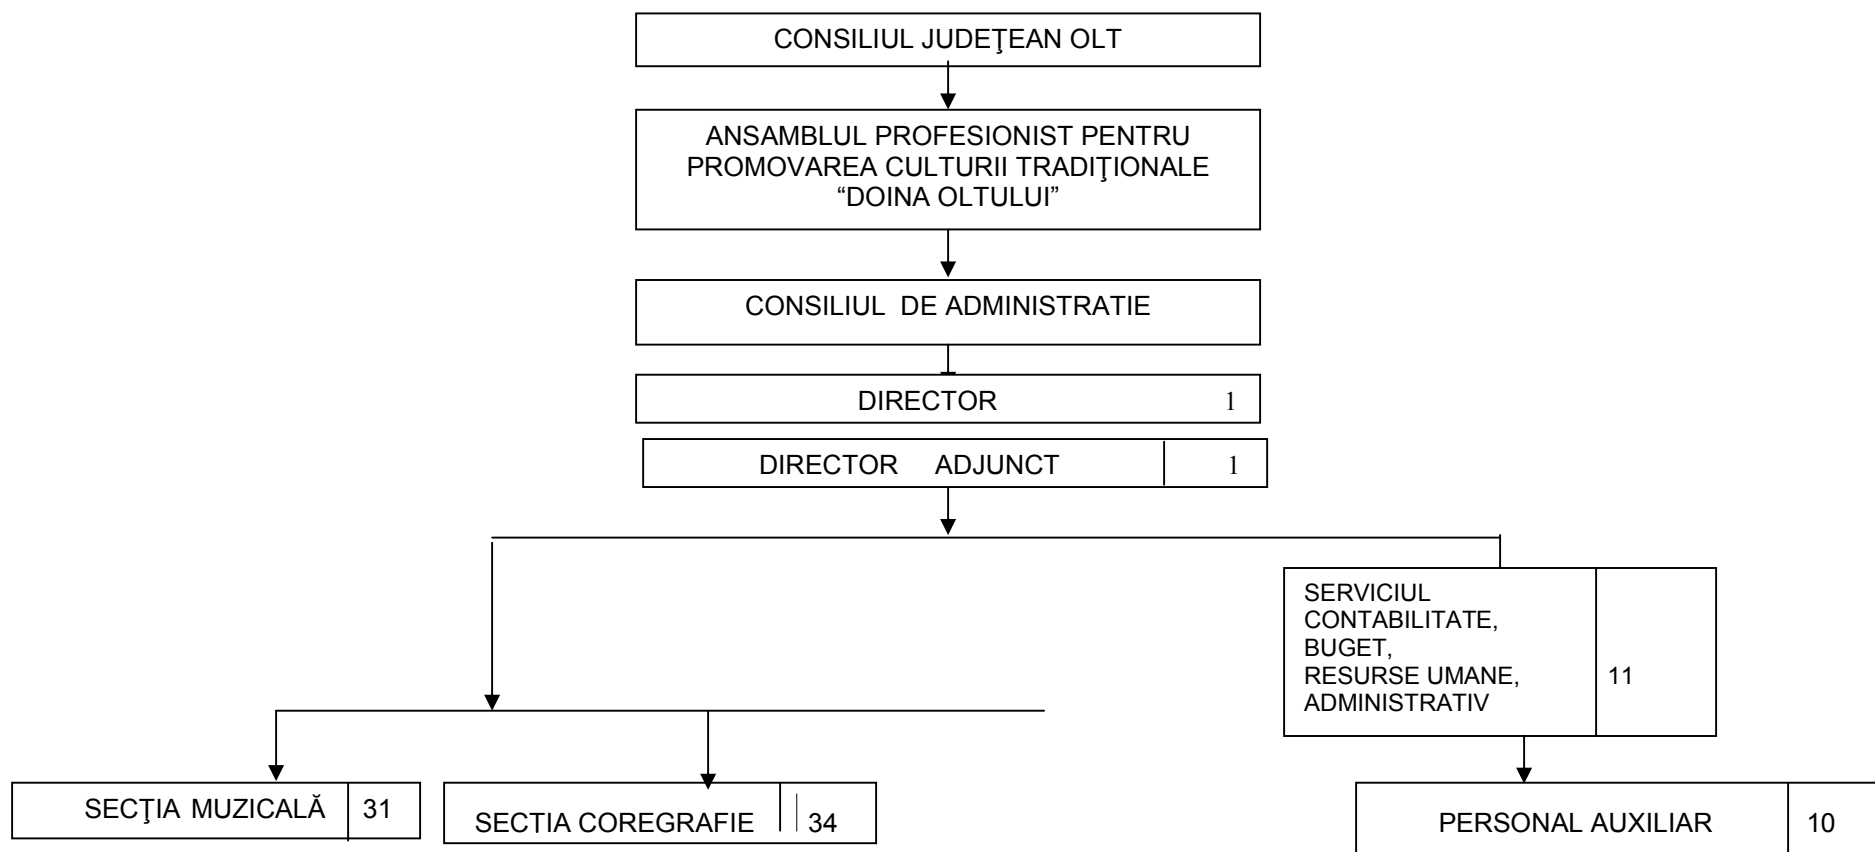 CONSILIUL JUDEŢEAN OLT
ANSAMBLUL PROFESIONIST PENTRU
PROMOVAREA CULTURII TRADIŢIONALE
“DOINA OLTULUI”
CONSILIUL DE ADMINISTRATIE
DIRECTOR 1
DIRECTOR ADJUNCT 1
SERVICIUL
CONTABILITATE,
BUGET,
RESURSE UMANE, 11
ADMINISTRATIV
SECŢIA MUZICALĂ 31
SECTIA COREGRAFIE 34
PERSONAL AUXILIAR 10